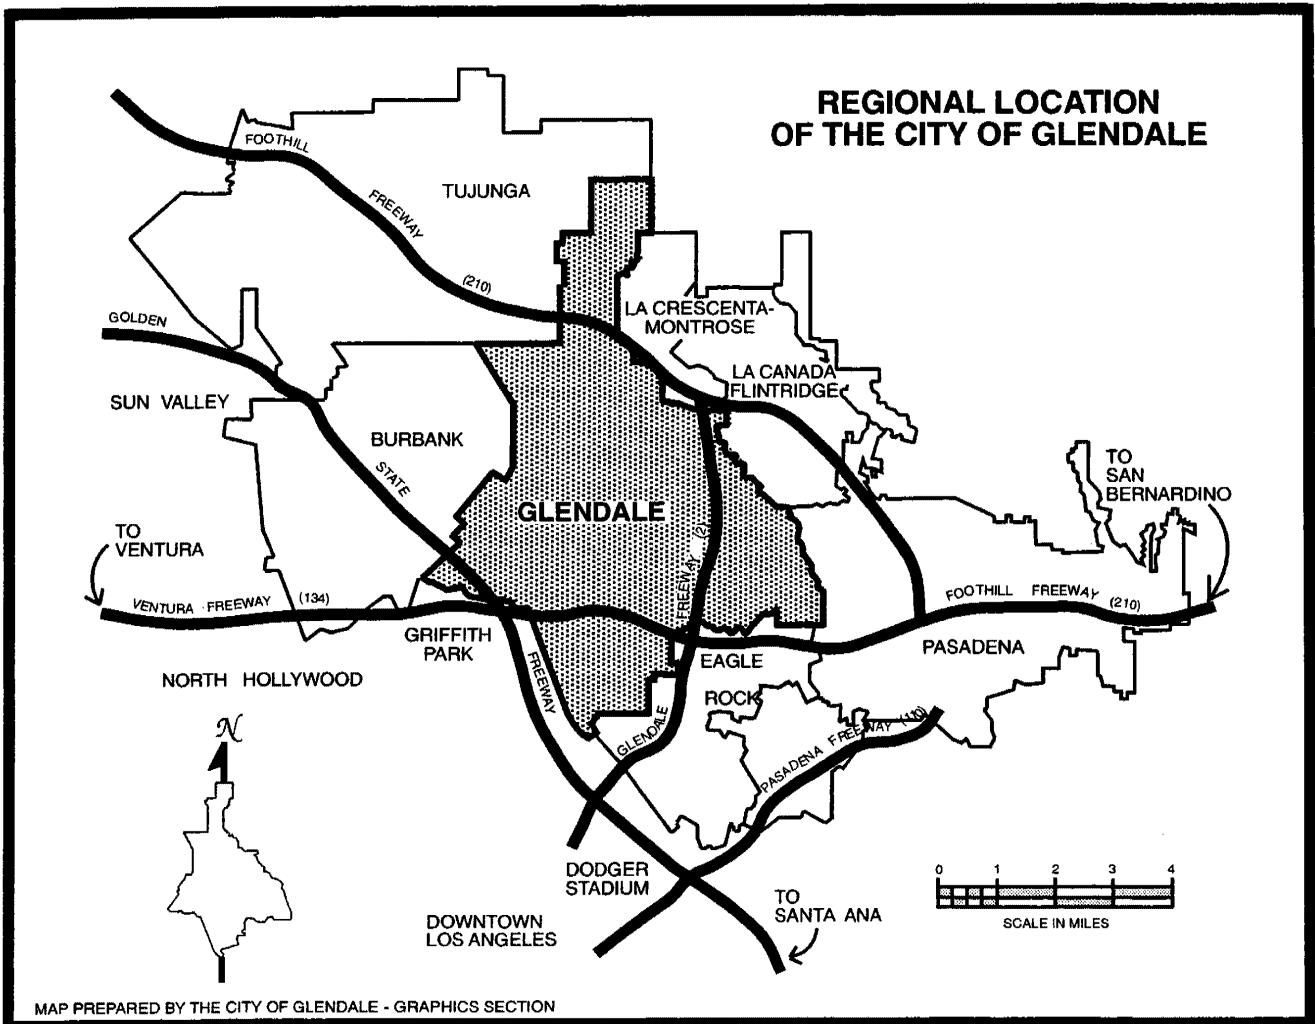 REGIONAL LOCATION
OF THE CITY OF GLENDALE
FOOTHILL
FREEWAY
(210)
TUJUNGA
GOLDEN
STATE
FREEWAY
LA CRESCENTA-
MONTROSE
LA CANADA
FLINTRIDGE
SUN VALLEY
BURBANK
GLENDALE
TO
SAN
BERNARDINO
TO
VENTURA
VENTURA FREEWAY (134)
FREEWAY (2)
GLENDALE
FOOTHILL FREEWAY (210)
GRIFFITH
PARK
EAGLE
ROCK
PASADENA
NORTH HOLLYWOOD
PASADENA FREEWAY (110)
N
DODGER
STADIUM
DOWNTOWN
LOS ANGELES
TO
SANTA ANA
0 1 2 3 4
SCALE IN MILES
MAP PREPARED BY THE CITY OF GLENDALE - GRAPHICS SECTION